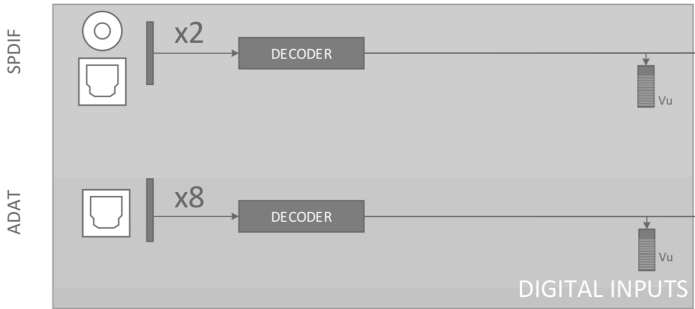 SPDIF
x2
DECODER
Vu
ADAT
x8
DECODER
Vu
DIGITAL INPUTS